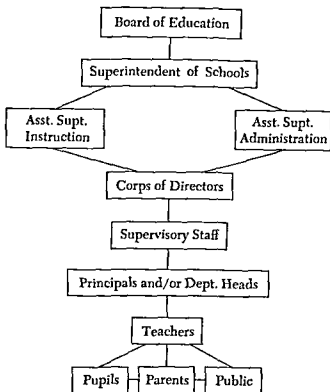 Board of Education
Superintendent of Schools
Asst. Supt.
Instruction
Asst. Supt.
Administration
Corps of Directors
Supervisory Staff
Principals and/or Dept. Heads
Teachers
Pupils
Parents
Public